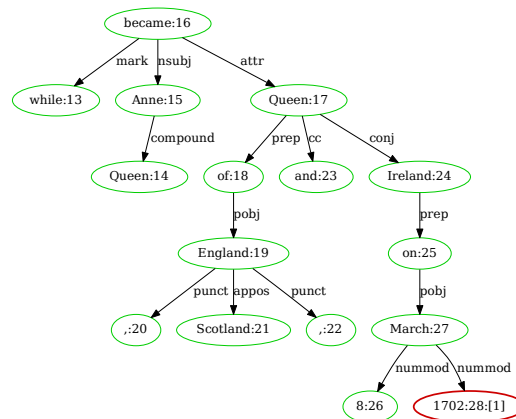 became:16
mark nsubj attr
while:13 Anne:15 Queen:17
compound prep cc conj
Queen:14 of:18 and:23 Ireland:24
pobj prep
England:19 on:25
punct appos punct pobj
,:20 Scotland:21 ,:22 March:27
nummod nummod
8:26 1702:28:[1]